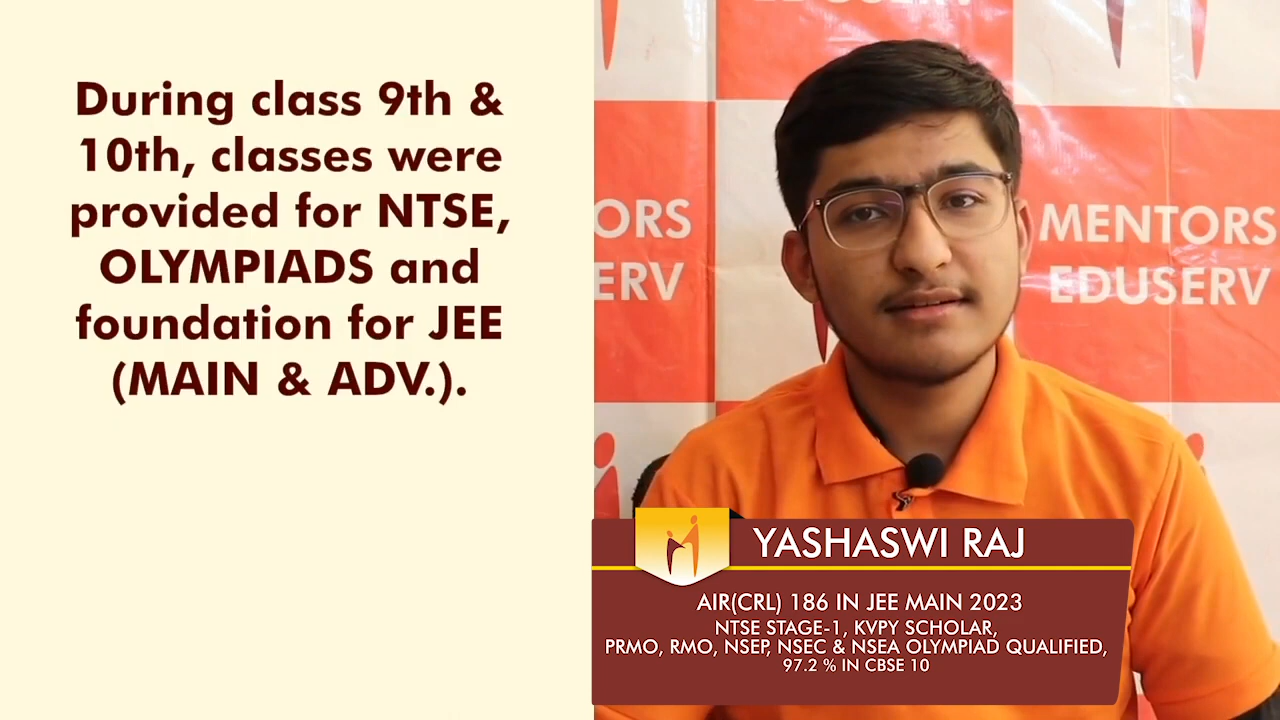 During class 9th &
10th, classes were
provided for NTSE,
OLYMPIADS and
foundation for JEE
(MAIN & ADV.).
EDUSERV
ORS
ERV
MENTORS
EDUSERV
YASHASWI RAJ
AIR(CRL) 186 IN JEE MAIN 2023
NTSE STAGE-1, KVPY SCHOLAR,
PRMO, RMO, NSEP, NSEC & NSEA OLYMPIAD QUALIFIED,
97.2 % IN CBSE 10